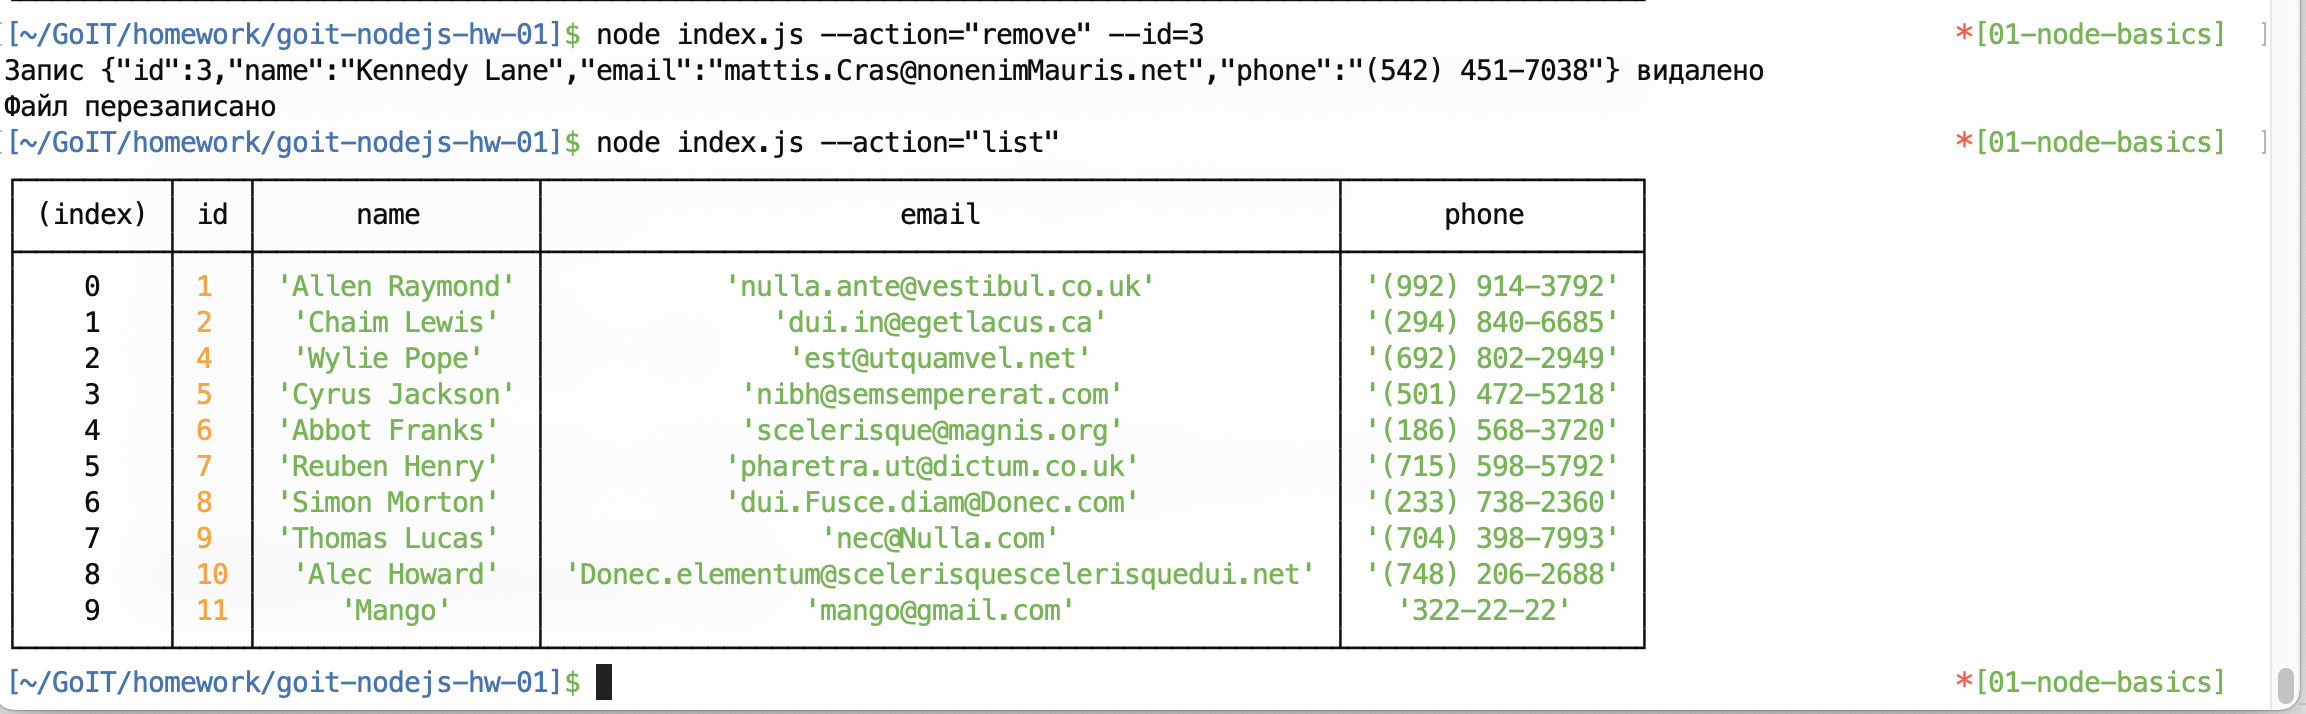 [~/GoIT/homework/goit-nodejs-hw-01]$ node index.js --action="remove" --id=3 *[01-node-basics] ]
Запис {"id":3,"name":"Kennedy Lane","email":"mattis.Cras@nonenimMauris.net","phone":"(542) 451-7038"} видалено
Файл перезаписано
[~/GoIT/homework/goit-nodejs-hw-01]$ node index.js --action="list" *[01-node-basics] ]
(index) id name email phone
0 1 'Allen Raymond' 'nulla.ante@vestibul.co.uk' '(992) 914-3792'
1 2 'Chaim Lewis' 'dui.in@egetlacus.ca' '(294) 840-6685'
2 4 'Wylie Pope' 'est@utquamvel.net' '(692) 802-2949'
3 5 'Cyrus Jackson' 'nibh@semsempererat.com' '(501) 472-5218'
4 6 'Abbot Franks' 'scelerisque@magnis.org' '(186) 568-3720'
5 7 'Reuben Henry' 'pharetra.ut@dictum.co.uk' '(715) 598-5792'
6 8 'Simon Morton' 'dui.Fusce.diam@Donec.com' '(233) 738-2360'
7 9 'Thomas Lucas' 'nec@Nulla.com' '(704) 398-7993'
8 10 'Alec Howard' 'Donec.elementum@scelerisquescelerisquedui.net' '(748) 206-2688'
9 11 'Mango' 'mango@gmail.com' '322-22-22'
[~/GoIT/homework/goit-nodejs-hw-01]$ *[01-node-basics]